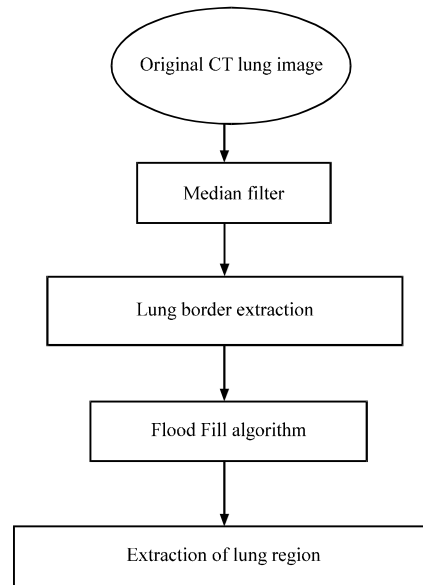 Original CT lung image
Median filter
Lung border extraction
Flood Fill algorithm
Extraction of lung region